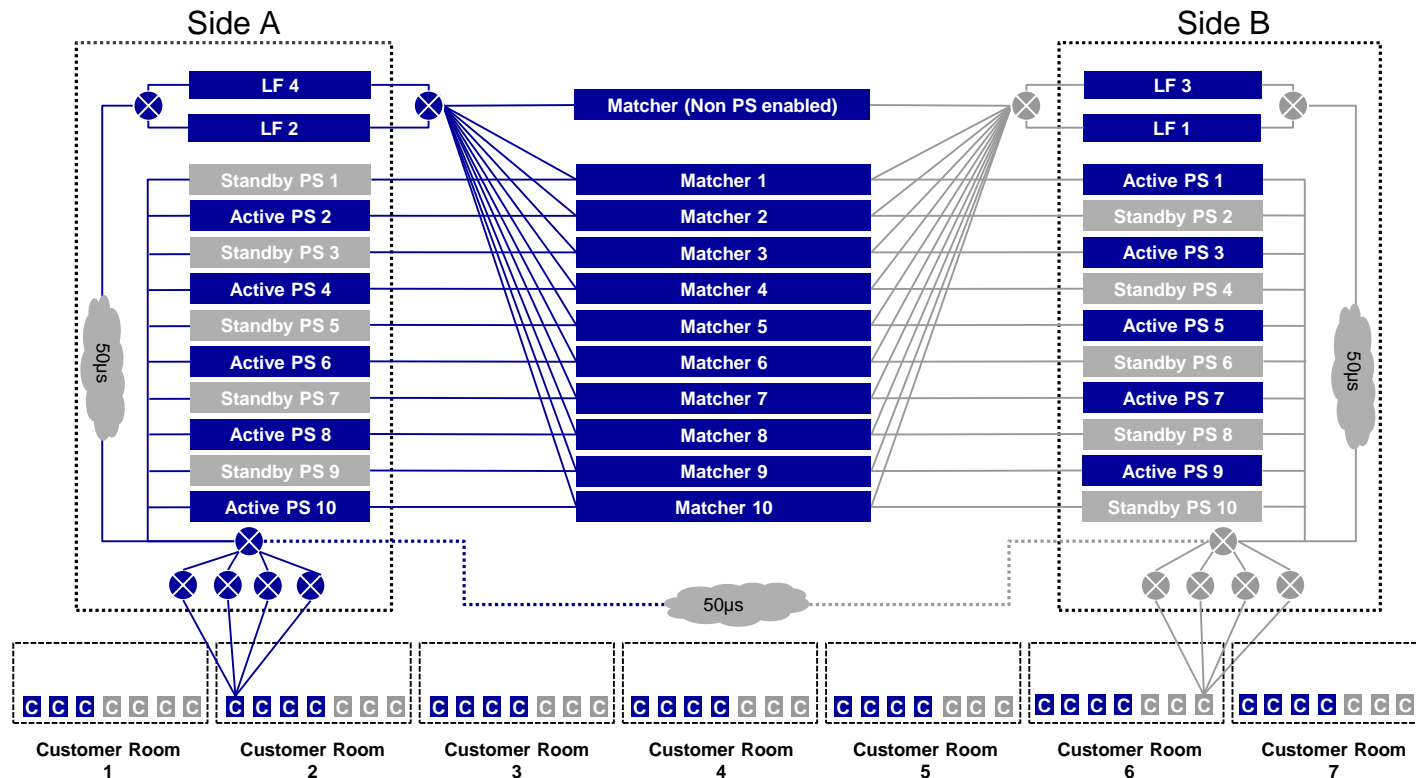 Side A
Side B
LF 4
LF 2
Matcher (Non PS enabled)
LF 3
LF 1
Standby PS 1
Matcher 1
Active PS 1
Active PS 2
Matcher 2
Standby PS 2
Standby PS 3
Matcher 3
Active PS 3
Active PS 4
Matcher 4
Standby PS 4
Standby PS 5
Matcher 5
Active PS 5
Active PS 6
Matcher 6
Standby PS 6
Standby PS 7
Matcher 7
Active PS 7
Active PS 8
Matcher 8
Standby PS 8
Standby PS 9
Matcher 9
Active PS 9
Active PS 10
Matcher 10
Standby PS 10
50µs
50µs
50µs
C C C C C C C
C C C C C C C
C C C C C C C
C C C C C C C
C C C C C C C
C C C C C C C
C C C C C C C
Customer Room
1
Customer Room
2
Customer Room
3
Customer Room
4
Customer Room
5
Customer Room
6
Customer Room
7